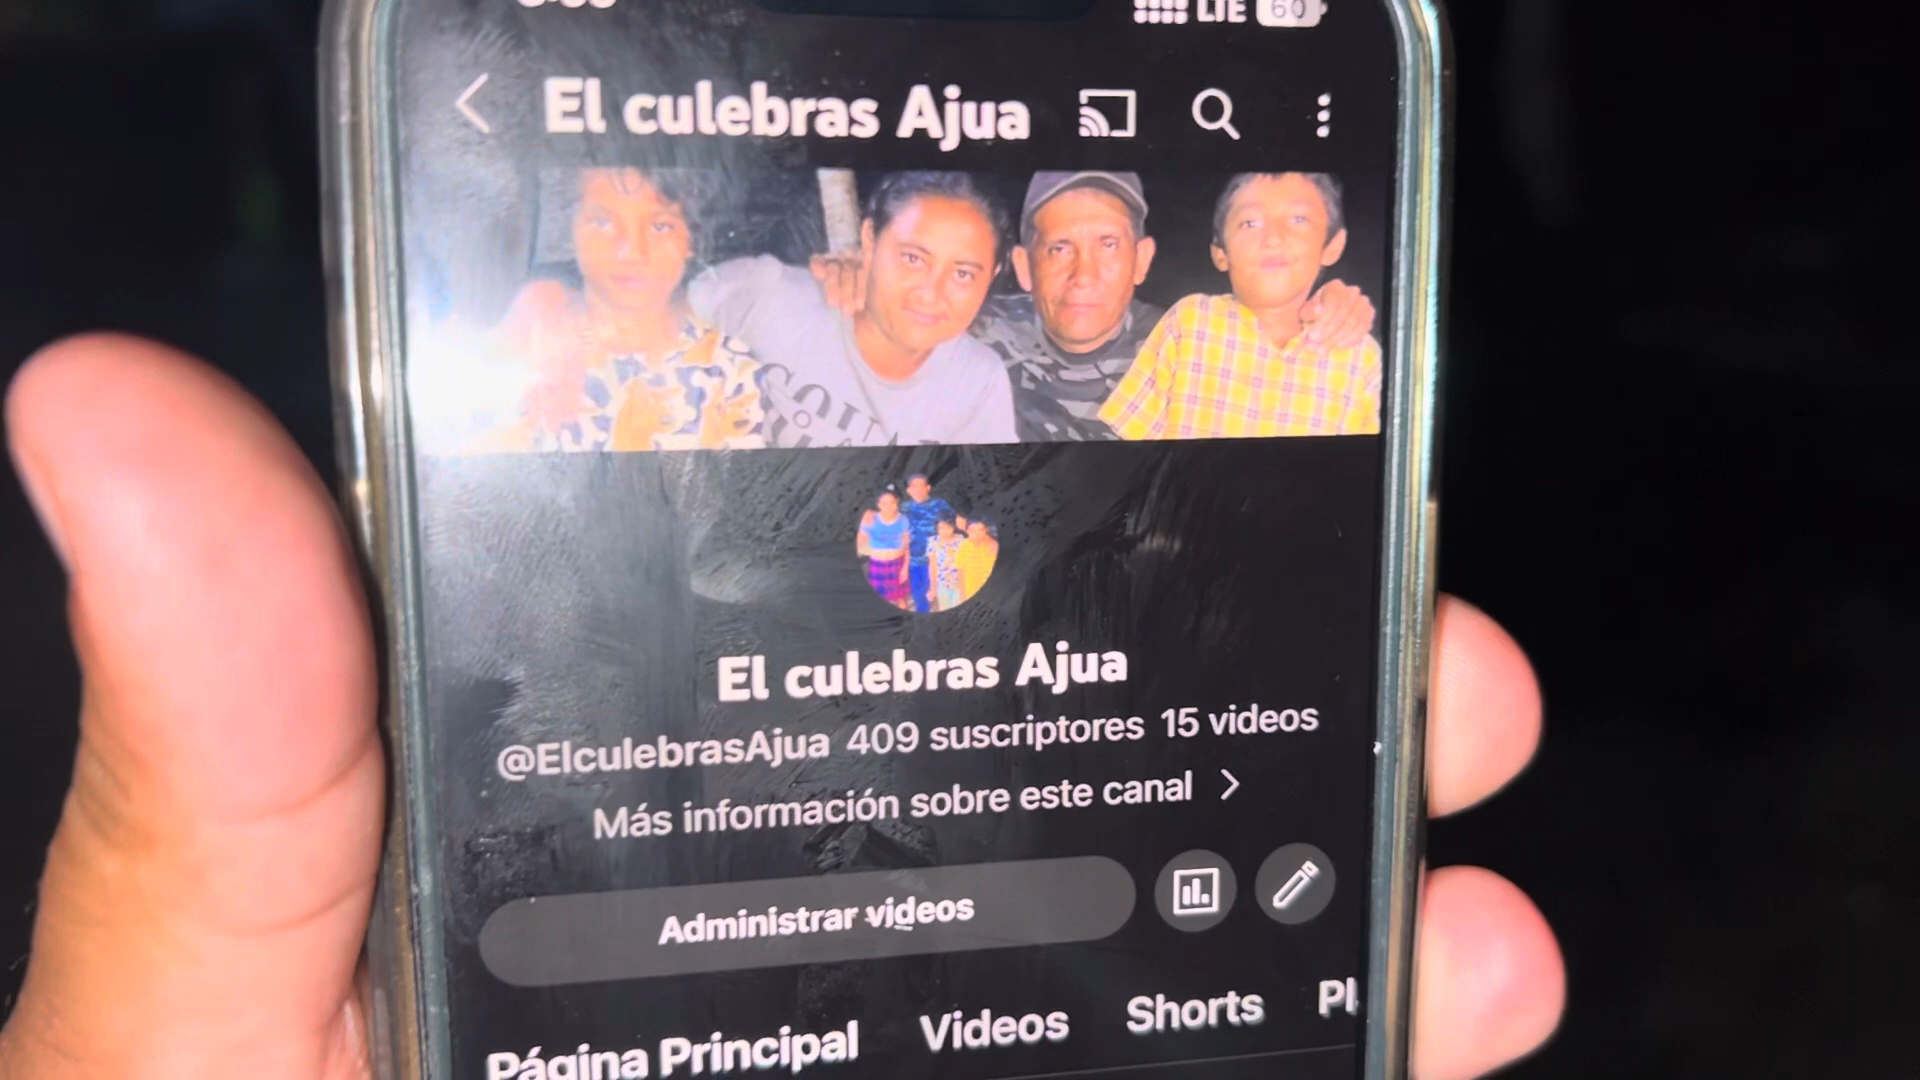 LTE 60
El culebras Ajua
El culebras Ajua
@ElculebrasAjua 409 suscriptores 15 videos
Más información sobre este canal
Administrar videos
Página Principal Videos Shorts Pl